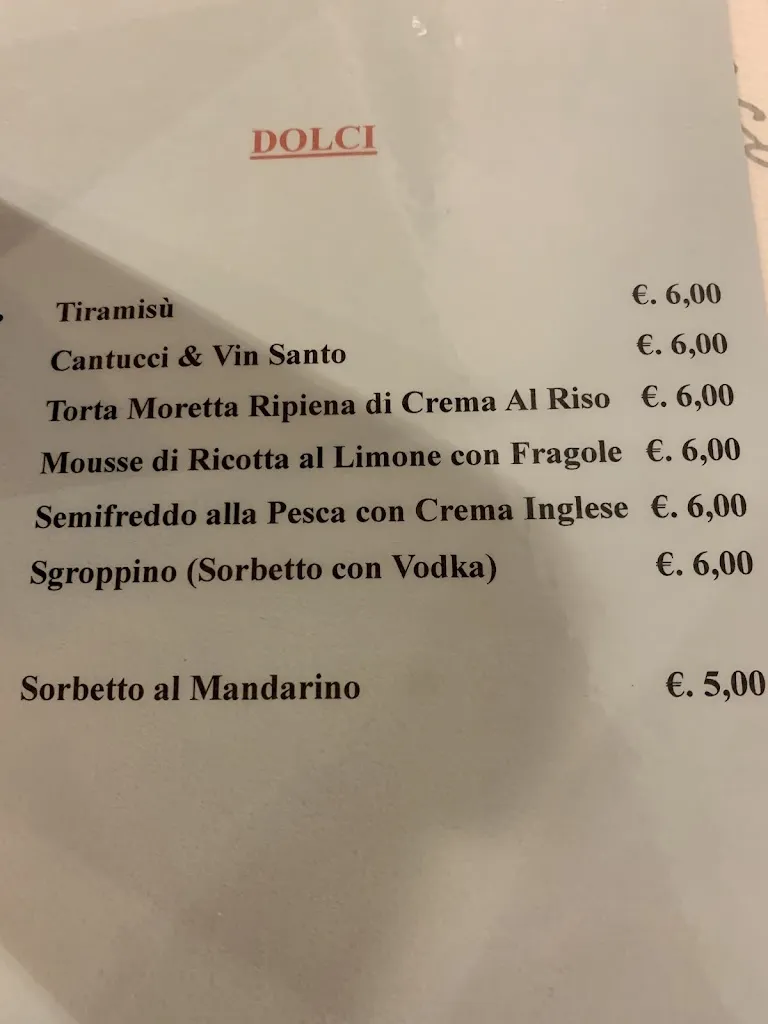 DOLCI
Tiramisù €. 6,00
Cantucci & Vin Santo €. 6,00
Torta Moretta Ripiena di Crema Al Riso €. 6,00
Mousse di Ricotta al Limone con Fragole €. 6,00
Semifreddo alla Pesca con Crema Inglese €. 6,00
Sgroppino (Sorbetto con Vodka) €. 6,00
Sorbetto al Mandarino €. 5,00